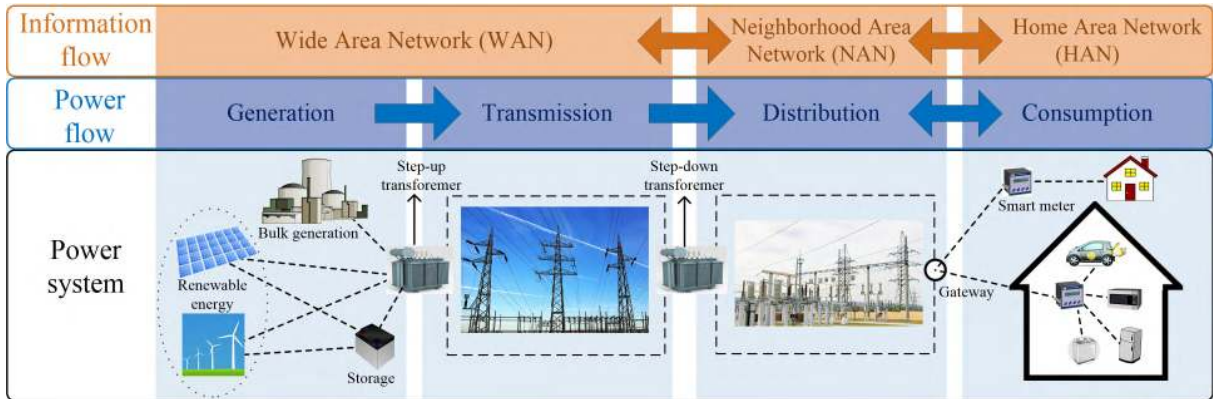 Information
flow
Wide Area Network (WAN)
Neighborhood Area
Network (NAN)
Home Area Network
(HAN)
Power
flow
Generation
Transmission
Distribution
Consumption
Power
system
Step-up
transforemer
Step-down
transforemer
Bulk generation
Renewable
energy
Storage
Smart meter
Gateway